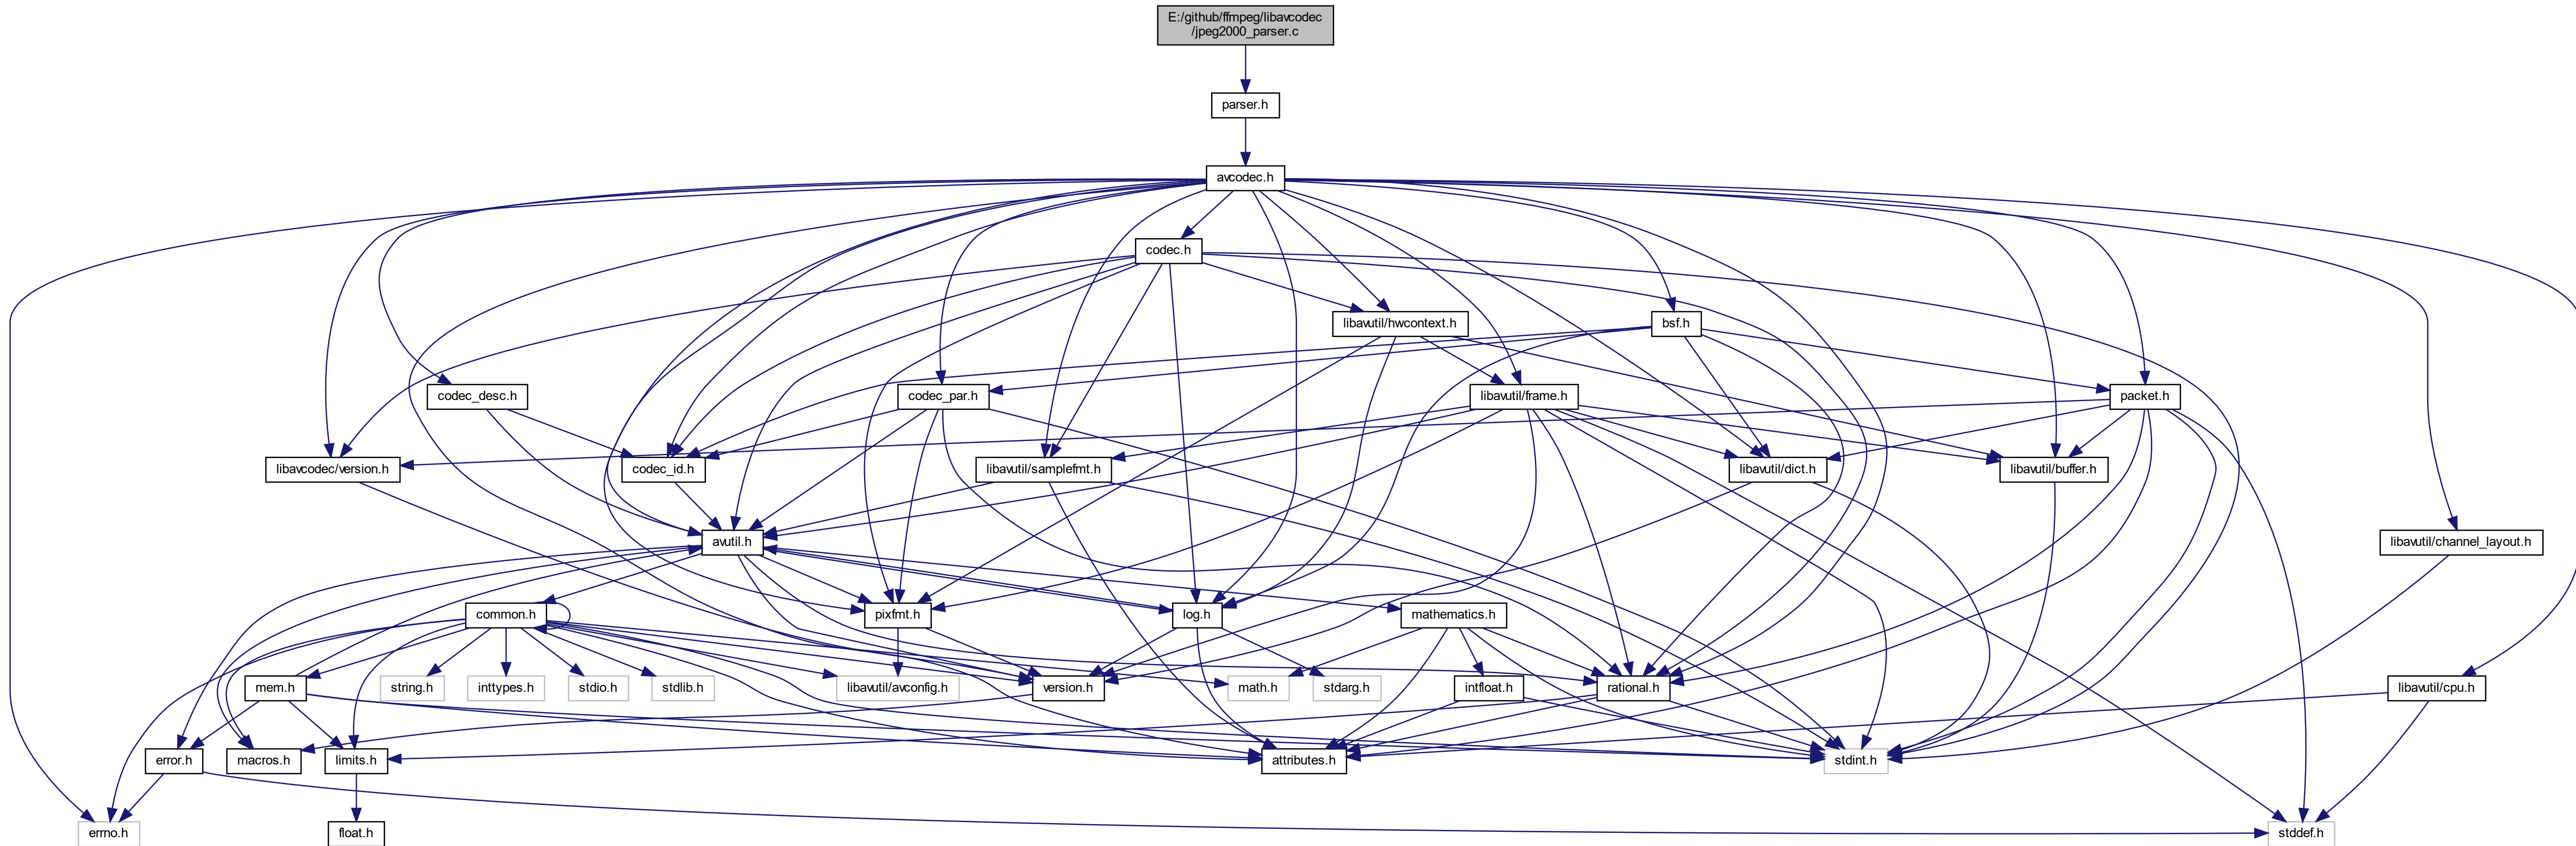 E:/github/ffmpeg/libavcodec
/jpeg2000_parser.c
parser.h
avcodec.h
codec.h
libavutil/hwcontext.h
bsf.h
codec_desc.h
codec_par.h
libavutil/frame.h
packet.h
libavcodec/version.h
codec_id.h
libavutil/samplefmt.h
libavutil/dict.h
libavutil/buffer.h
avutil.h
libavutil/channel_layout.h
common.h
pixfmt.h
log.h
mathematics.h
mem.h
string.h
inttypes.h
stdio.h
stdlib.h
libavutil/avconfig.h
version.h
math.h
stdarg.h
intfloat.h
rational.h
libavutil/cpu.h
error.h
macros.h
limits.h
attributes.h
stdint.h
errno.h
float.h
stddef.h